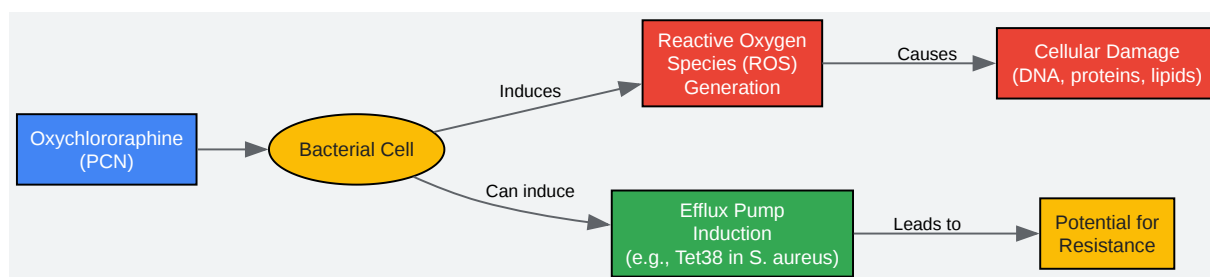 Oxychlororaphine
(PCN)
Bacterial Cell
Induces
Reactive Oxygen
Species (ROS)
Generation
Causes
Cellular Damage
(DNA, proteins, lipids)
Can induce
Efflux Pump
Induction
(e.g., Tet38 in S. aureus)
Leads to
Potential for
Resistance